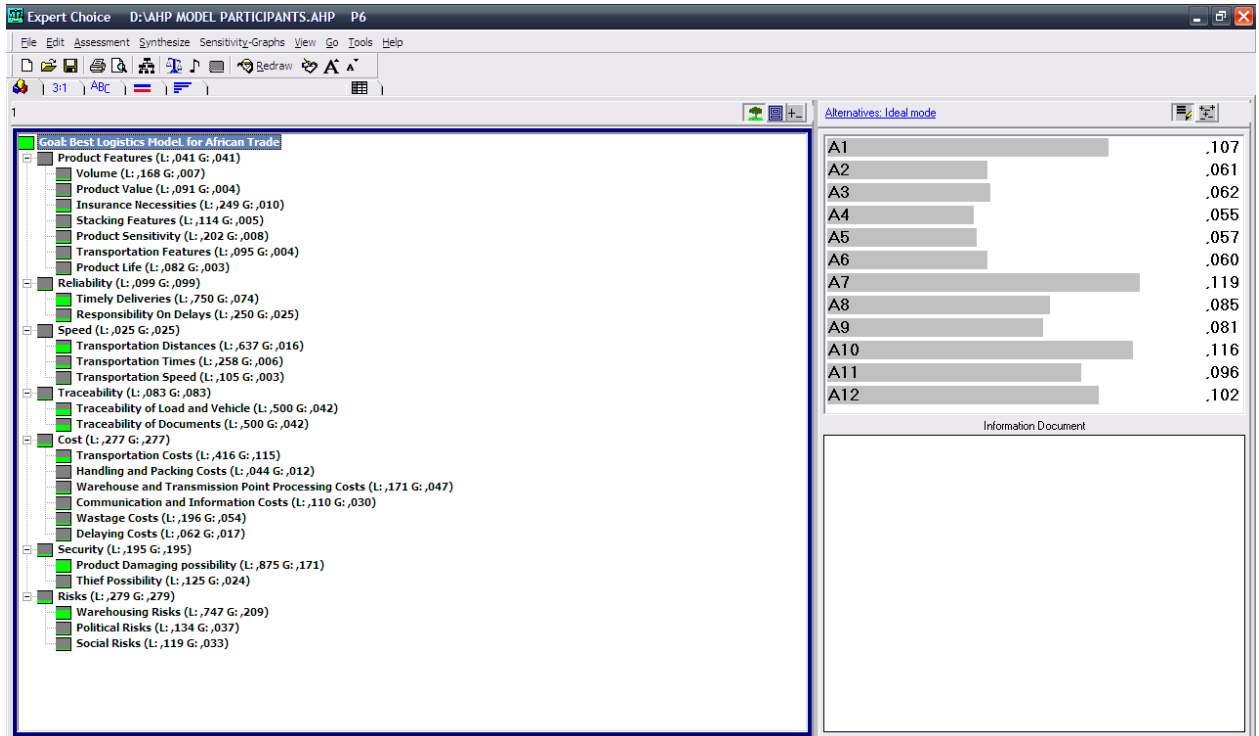 Expert Choice D:\AHP MODEL PARTICIPANTS.AHP P6
File Edit Assessment Synthesize Sensitivity-Graphs View Go Tools Help
Redraw A A
3:1 ABC
1
Goal: Best Logistics ModeL for African Trade
Product Features (L: ,041 G: ,041)
Volume (L: ,168 G: ,007)
Product Value (L: ,091 G: ,004)
Insurance Necessities (L: ,249 G: ,010)
Stacking Features (L: ,114 G: ,005)
Product Sensitivity (L: ,202 G: ,008)
Transportation Features (L: ,095 G: ,004)
Product Life (L: ,082 G: ,003)
Reliability (L: ,099 G: ,099)
Timely Deliveries (L: ,750 G: ,074)
Responsibility On Delays (L: ,250 G: ,025)
Speed (L: ,025 G: ,025)
Transportation Distances (L: ,637 G: ,016)
Transportation Times (L: ,258 G: ,006)
Transportation Speed (L: ,105 G: ,003)
Traceability (L: ,083 G: ,083)
Traceability of Load and Vehicle (L: ,500 G: ,042)
Traceability of Documents (L: ,500 G: ,042)
Cost (L: ,277 G: ,277)
Transportation Costs (L: ,416 G: ,115)
Handling and Packing Costs (L: ,044 G: ,012)
Warehouse and Transmission Point Processing Costs (L: ,171 G: ,047)
Communication and Information Costs (L: ,110 G: ,030)
Wastage Costs (L: ,196 G: ,054)
Delaying Costs (L: ,062 G: ,017)
Security (L: ,195 G: ,195)
Product Damaging possibility (L: ,875 G: ,171)
Thief Possibility (L: ,125 G: ,024)
Risks (L: ,279 G: ,279)
Warehousing Risks (L: ,747 G: ,209)
Political Risks (L: ,134 G: ,037)
Social Risks (L: ,119 G: ,033)
Alternatives: Ideal mode
A1 ,107
A2 ,061
A3 ,062
A4 ,055
A5 ,057
A6 ,060
A7 ,119
A8 ,085
A9 ,081
A10 ,116
A11 ,096
A12 ,102
Information Document